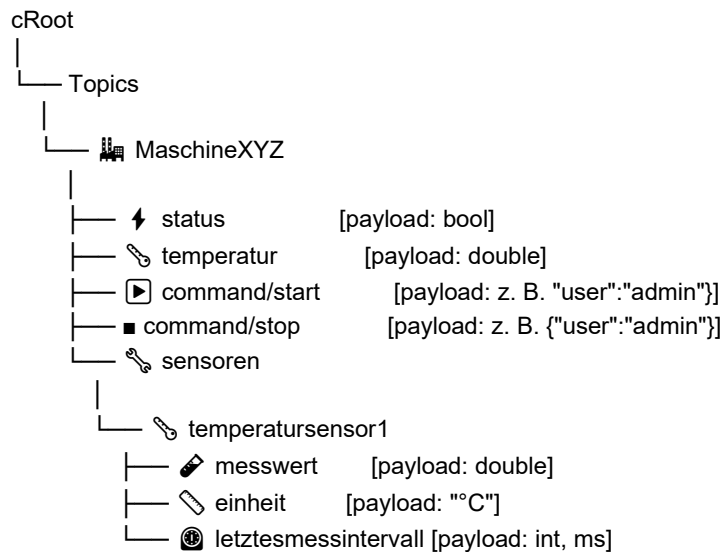 cRoot
Topics
MaschineXYZ
status [payload: bool]
temperatur [payload: double]
command/start [payload: z. B. "user":"admin"}]
command/stop [payload: z. B. {"user":"admin"}]
sensoren
temperatursensor1
messwert [payload: double]
einheit [payload: "°C"]
letztesmessintervall [payload: int, ms]